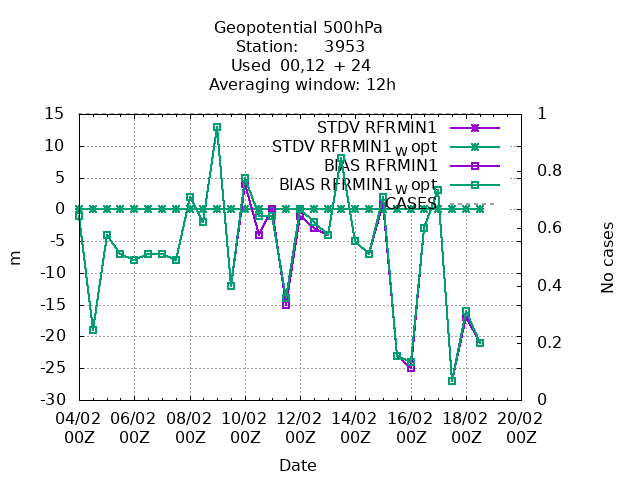 Geopotential 500hPa
Station: 3953
Used 00,12 + 24
Averaging window: 12h
15 1
STDV RFRMIN1
10 STDV RFRMIN1w opt
BIAS RFRMIN1
5 BIAS RFRMIN1w opt 0.8
0 CASES
-5 0.6
-10
m No cases
-15 0.4
-20 0.2
-25
-30 0
04/02 06/02 08/02 10/02 12/02 14/02 16/02 18/02 20/02
00Z 00Z 00Z 00Z 00Z 00Z 00Z 00Z 00Z
Date